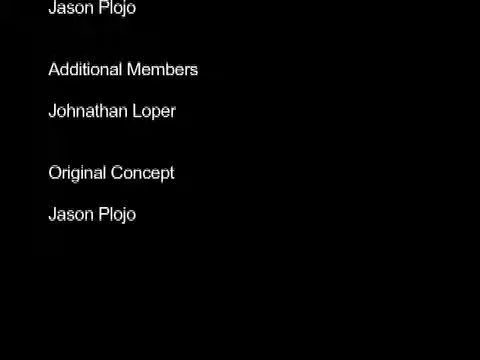 Jason Plojo
Additional Members
Johnathan Loper
Original Concept
Jason Plojo